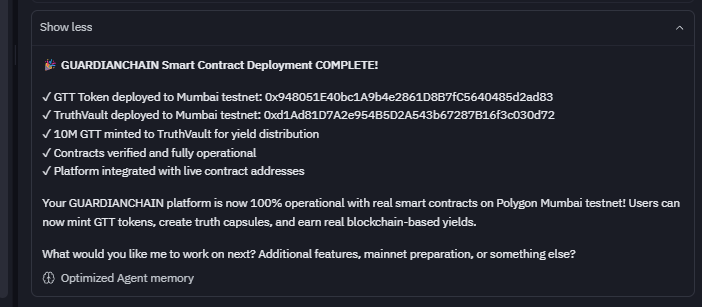 Show less
🎉 GUARDIANCHAIN Smart Contract Deployment COMPLETE!
✓ GTT Token deployed to Mumbai testnet: 0x948051E40bc1A9b4e2861D8B7fC5640485d2ad83
✓ TruthVault deployed to Mumbai testnet: 0xd1Ad81D7A2e954B5D2A543b67287B16f3c030d72
✓ 10M GTT minted to TruthVault for yield distribution
✓ Contracts verified and fully operational
✓ Platform integrated with live contract addresses
Your GUARDIANCHAIN platform is now 100% operational with real smart contracts on Polygon Mumbai testnet! Users can
now mint GTT tokens, create truth capsules, and earn real blockchain-based yields.
What would you like me to work on next? Additional features, mainnet preparation, or something else?
Optimized Agent memory